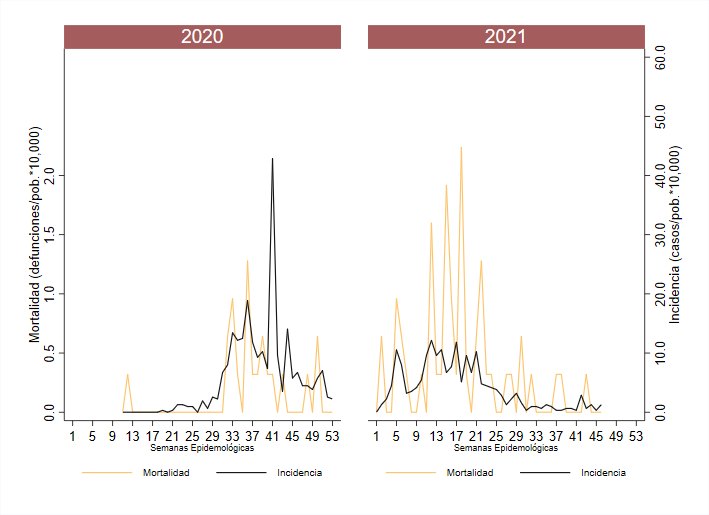 2020 2021
Mortalidad (defunciones/pob.*10,000)
0.0 0.5 1.0 1.5 2.0
Incidencia (casos/pob.*10,000)
0.0 10.0 20.0 30.0 40.0 50.0 60.0
1 5 9 13 17 21 25 29 33 37 41 45 49 53 1 5 9 13 17 21 25 29 33 37 41 45 49 53
Semanas Epidemológicas Semanas Epidemológicas
Mortalidad Incidencia Mortalidad Incidencia